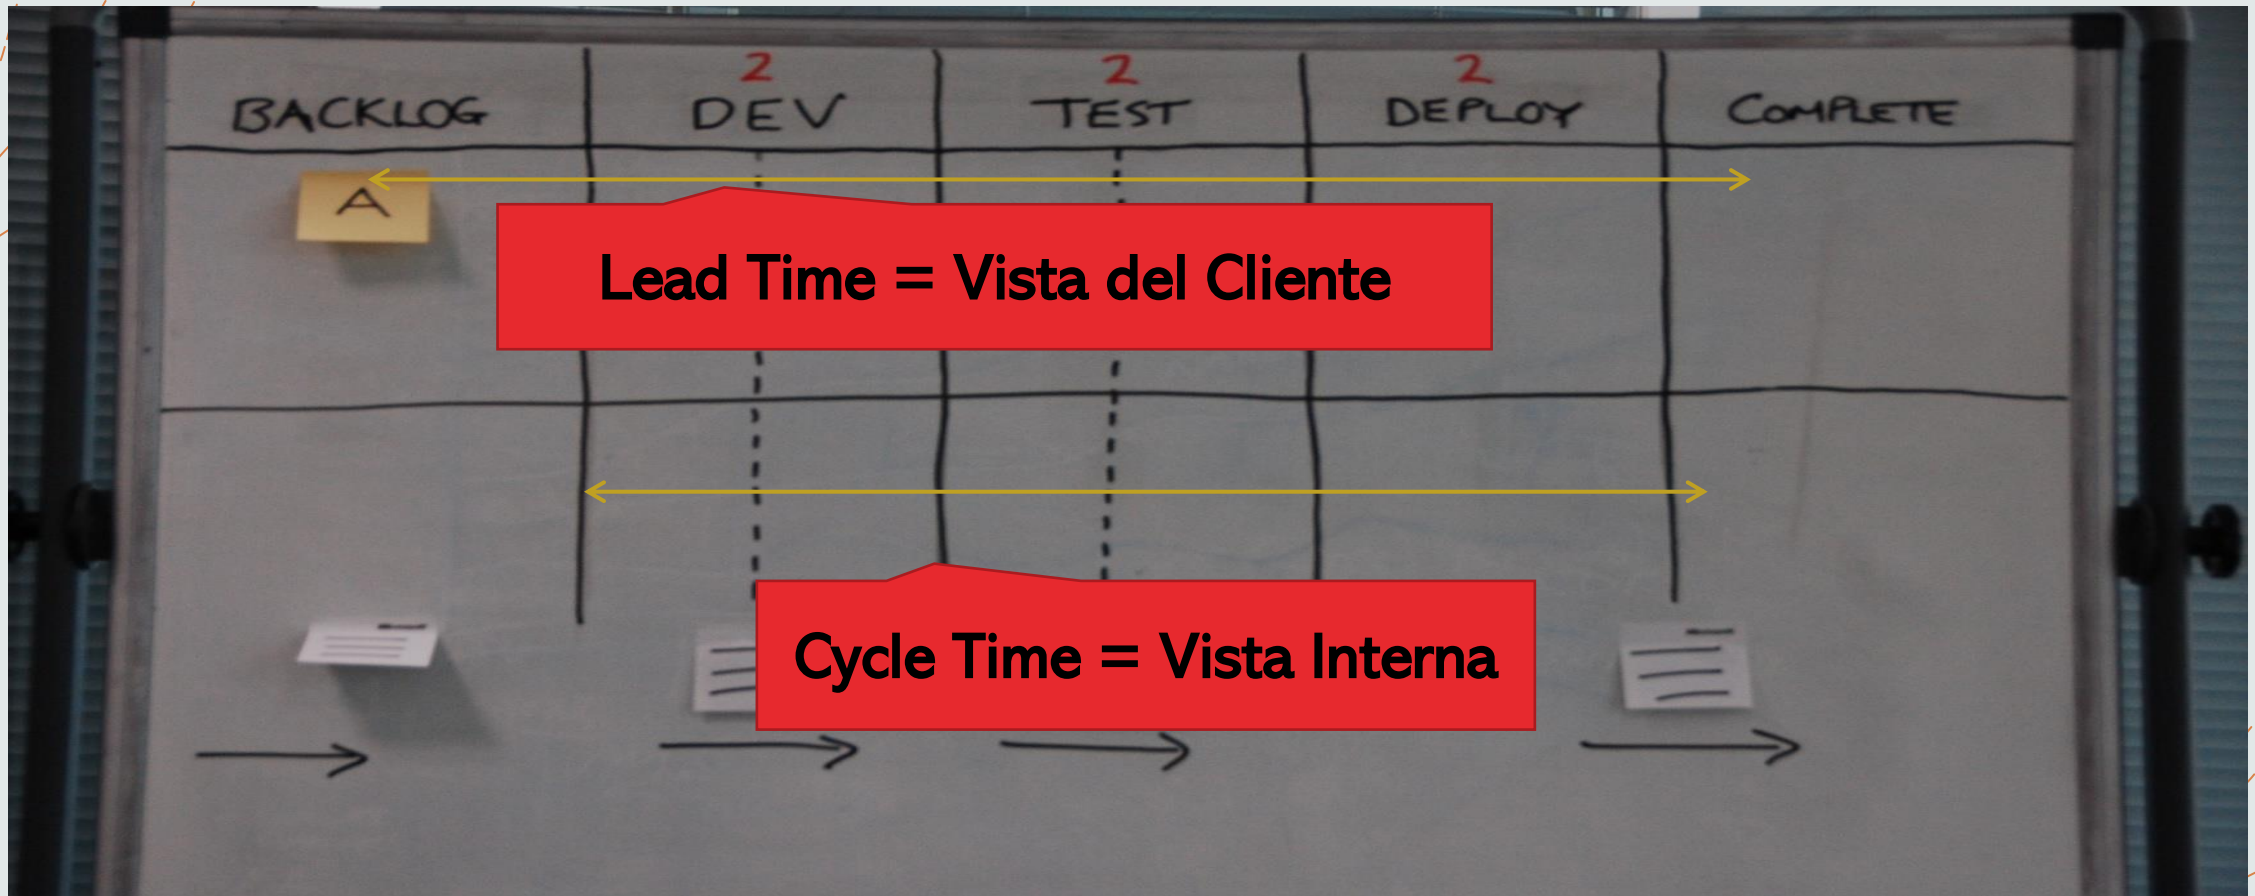 2 2 2
BACKLOG DEV TEST DEPLOY COMPLETE
A
Lead Time = Vista del Cliente
Cycle Time = Vista Interna